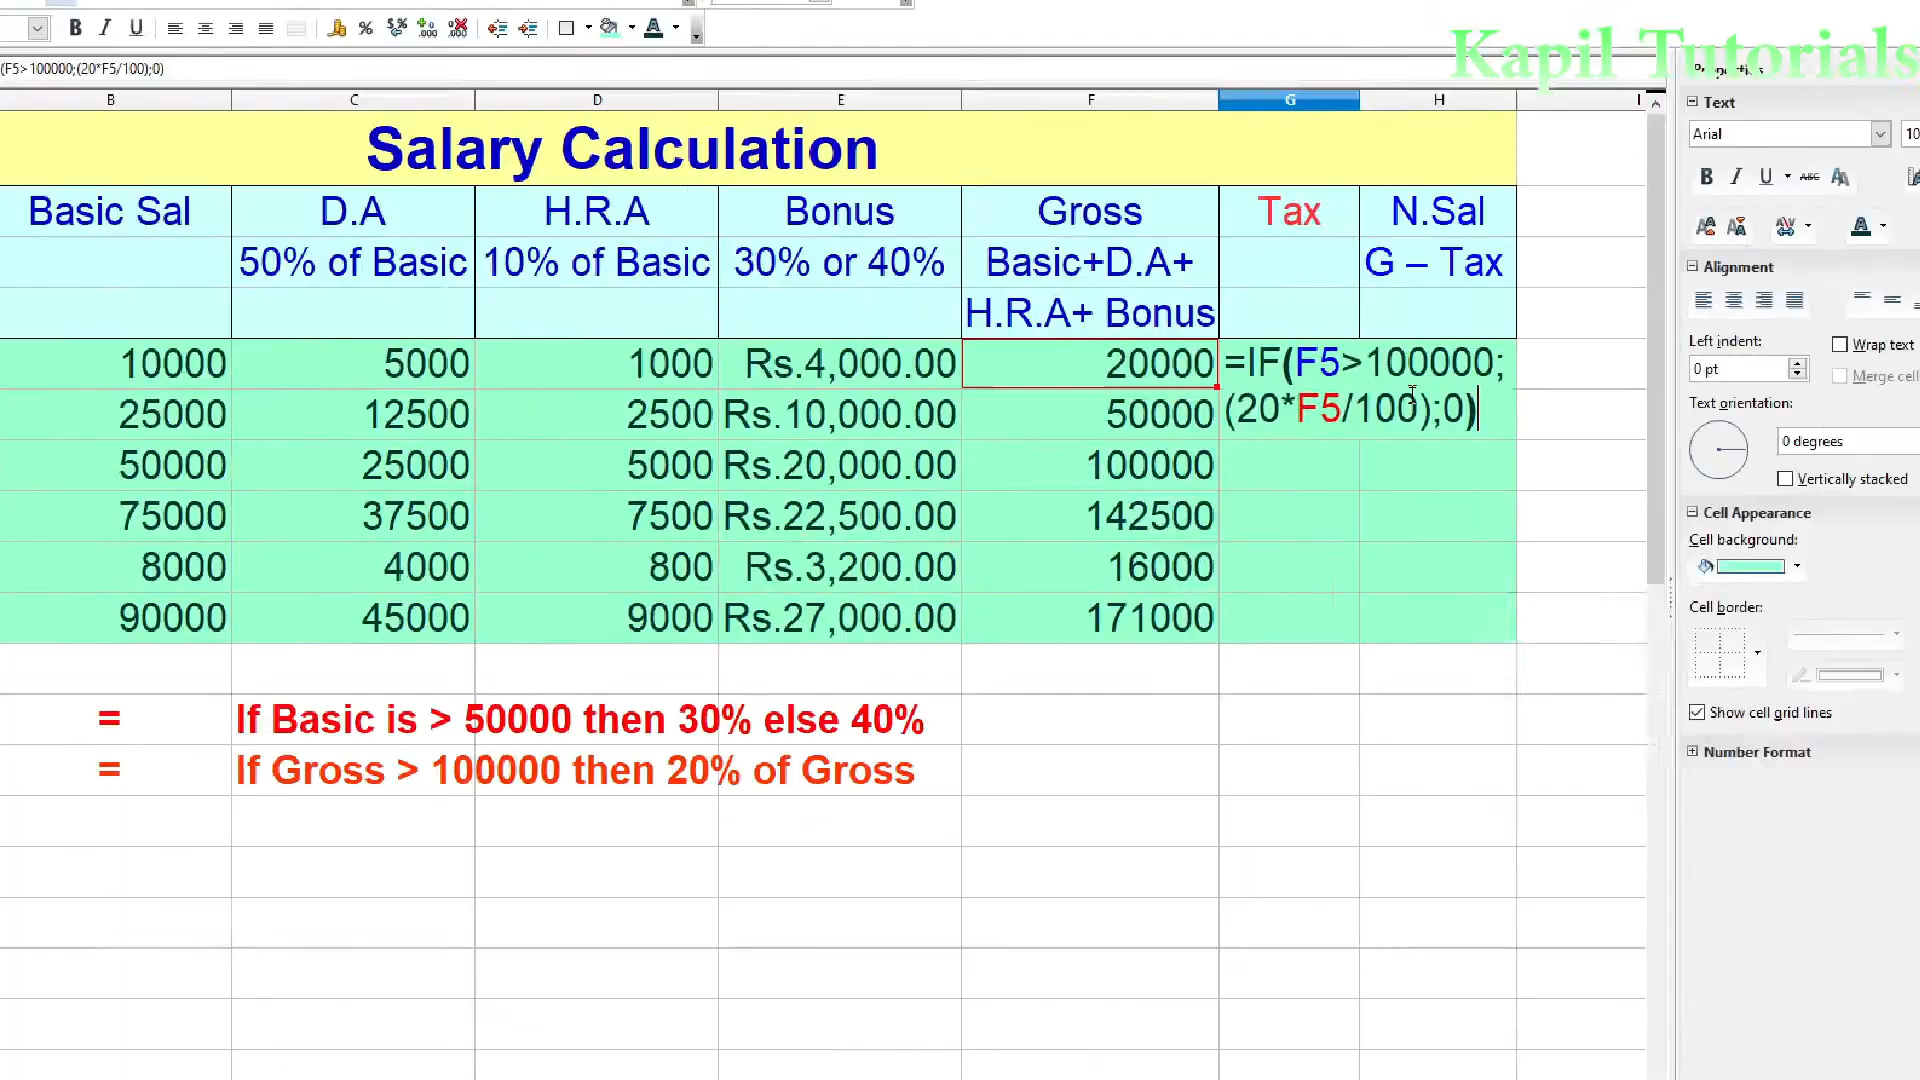 Kapil Tutorials
(F5>100000;(20*F5/100);0)
B C D E F G H
Salary Calculation
Basic Sal D.A H.R.A Bonus Gross Tax N.Sal
50% of Basic 10% of Basic 30% or 40% Basic+D.A+ G – Tax
H.R.A+ Bonus
10000 5000 1000 Rs.4,000.00 20000 =IF(F5>100000;
(20*F5/100);0)
25000 12500 2500 Rs.10,000.00 50000
50000 25000 5000 Rs.20,000.00 100000
75000 37500 7500 Rs.22,500.00 142500
8000 4000 800 Rs.3,200.00 16000
90000 45000 9000 Rs.27,000.00 171000
= If Basic is > 50000 then 30% else 40%
= If Gross > 100000 then 20% of Gross
Text
Arial
10
B I U ABC
Alignment
Left indent:
Wrap text
0 pt
Merge cell
Text orientation:
0 degrees
Vertically stacked
Cell Appearance
Cell background:
Cell border:
Show cell grid lines
Number Format